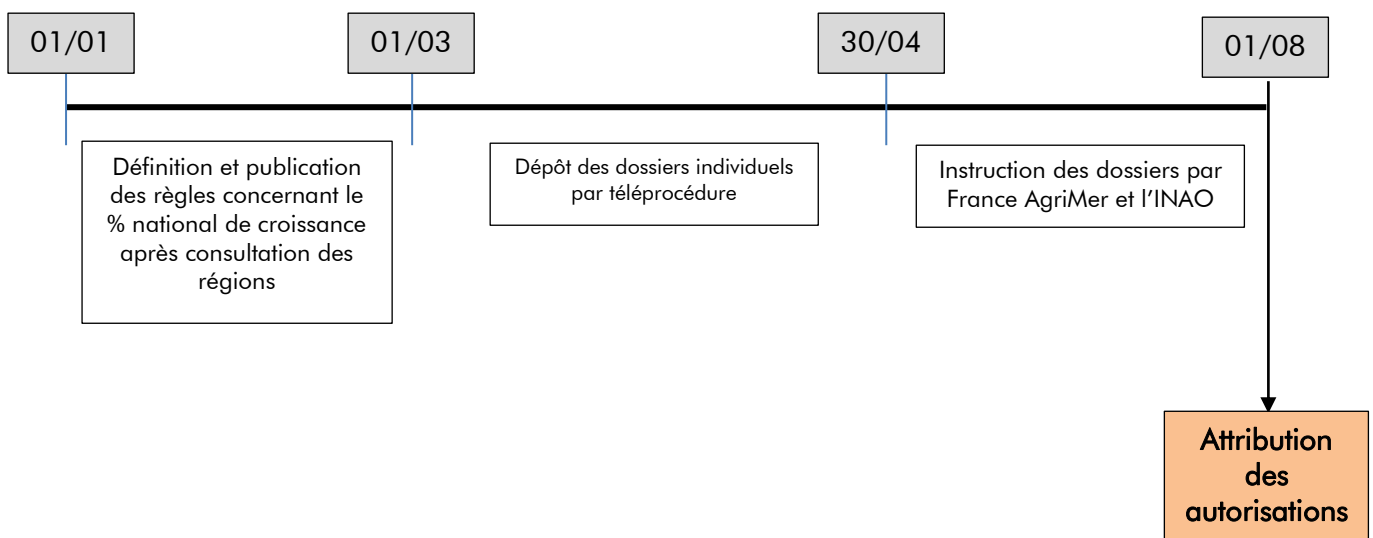 01/01
01/03
30/04
01/08
Définition et publication
des règles concernant le
% national de croissance
après consultation des
régions
Dépôt des dossiers individuels
par téléprocédure
Instruction des dossiers par
France AgriMer et l’INAO
Attribution
des
autorisations